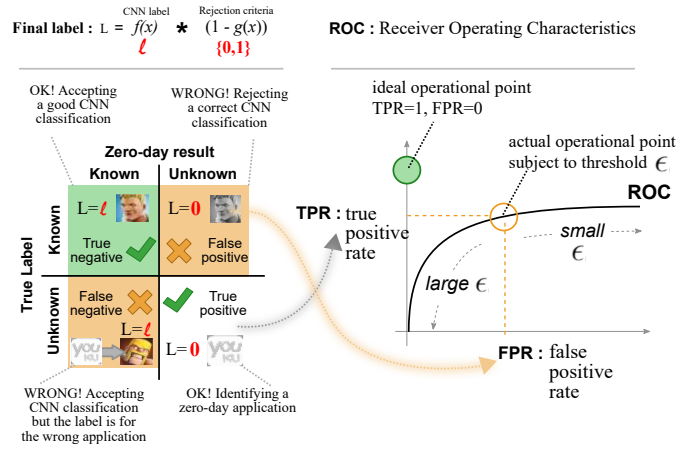 CNN label
Rejection criteria
Final label : L = f(x) * (1 - g(x))
ℓ
{0,1}
ROC : Receiver Operating Characteristics
OK! Accepting
a good CNN
classification
WRONG! Rejecting
a correct CNN
classification
Zero-day result
Known
Unknown
True Label
Known
L=ℓ
True
negative
L=0
False
positive
Unknown
False
negative
L=ℓ
you
ku
True
positive
L=0
you
ku
WRONG! Accepting
CNN classification
but the label is for
the wrong application
OK! Identifying a
zero-day application
ideal operational point
TPR=1, FPR=0
actual operational point
subject to threshold ϵ
ROC
TPR : true
positive
rate
small
ϵ
large ϵ
FPR : false
positive
rate